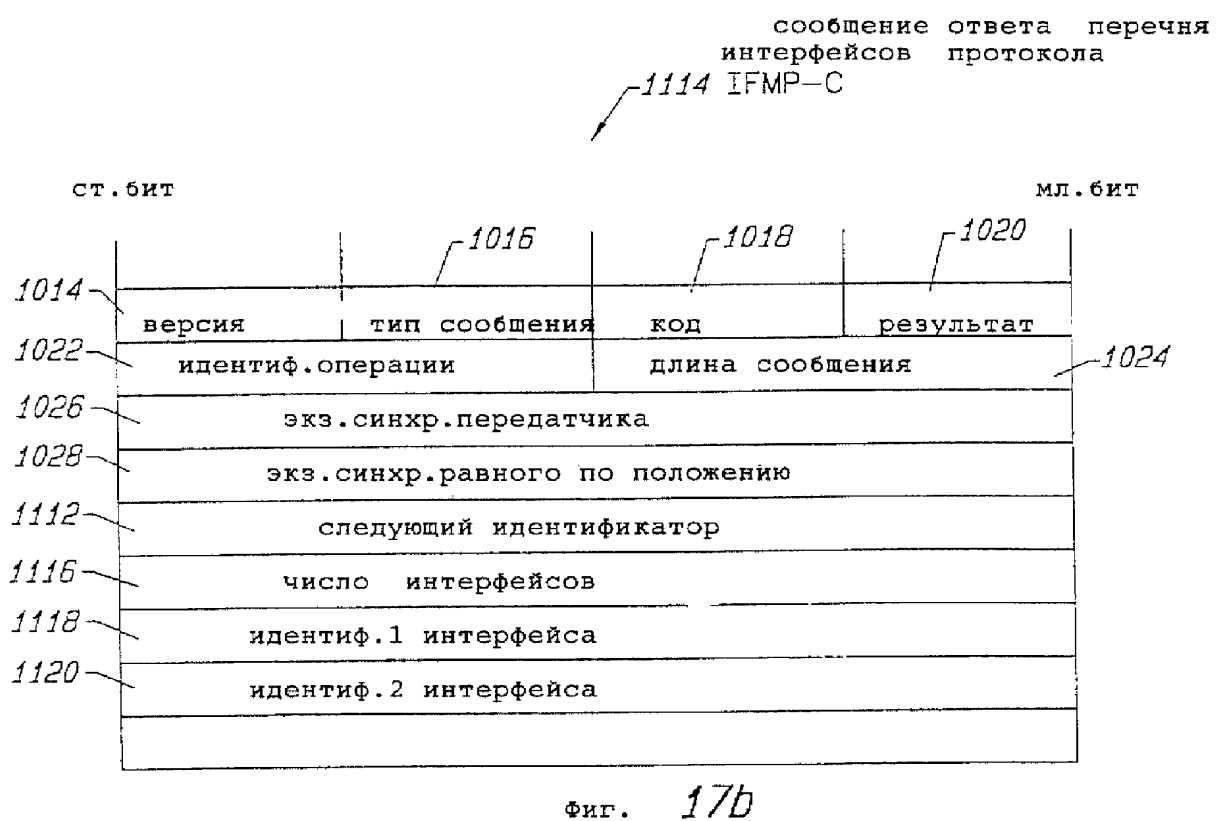 сообщение ответа перечня
интерфейсов протокола
1114 IFMP-C
ст.бит мл.бит
1016 1018 1020
1014
версия тип сообщения код результат
1022 идентиф.операции длина сообщения 1024
1026 экз.синхр.передатчика
1028 экз.синхр.равного по положению
1112 следующий идентификатор
1116 число интерфейсов
1118 идентиф.1 интерфейса
1120 идентиф.2 интерфейса
фиг. 17b